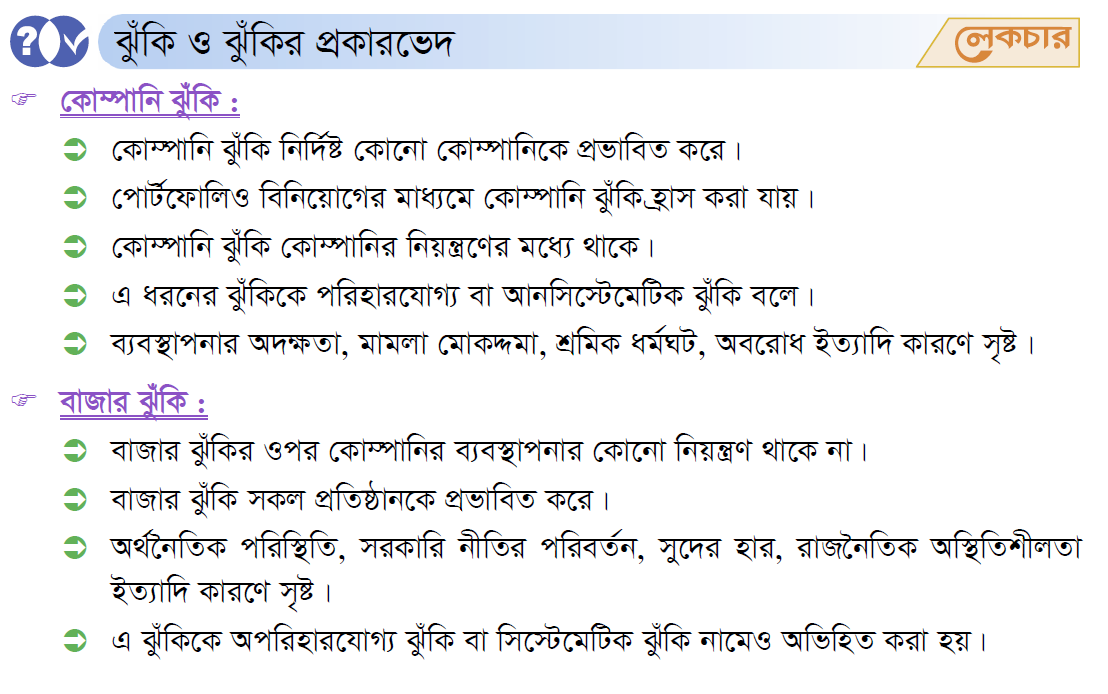 ঝুঁকি ও ঝুঁকির প্রকারভেদ
লেকচার
কোম্পানি ঝুঁকি :
কোম্পানি ঝুঁকি নির্দিষ্ট কোনো কোম্পানিকে প্রভাবিত করে।
পোর্টফোলিও বিনিয়োগের মাধ্যমে কোম্পানি ঝুঁকি হ্রাস করা যায়।
কোম্পানি ঝুঁকি কোম্পানির নিয়ন্ত্রণের মধ্যে থাকে।
এ ধরনের ঝুঁকিকে পরিহারযোগ্য বা আনসিস্টেমেটিক ঝুঁকি বলে।
ব্যবস্থাপনার অদক্ষতা, মামলা মোকদ্দমা, শ্রমিক ধর্মঘট, অবরোধ ইত্যাদি কারণে সৃষ্ট।
বাজার ঝুঁকি :
বাজার ঝুঁকির ওপর কোম্পানির ব্যবস্থাপনার কোনো নিয়ন্ত্রণ থাকে না।
বাজার ঝুঁকি সকল প্রতিষ্ঠানকে প্রভাবিত করে।
অর্থনৈতিক পরিস্থিতি, সরকারি নীতির পরিবর্তন, সুদের হার, রাজনৈতিক অস্থিতিশীলতা
ইত্যাদি কারণে সৃষ্ট।
এ ঝুঁকিকে অপরিহারযোগ্য ঝুঁকি বা সিস্টেমেটিক ঝুঁকি নামেও অভিহিত করা হয়।